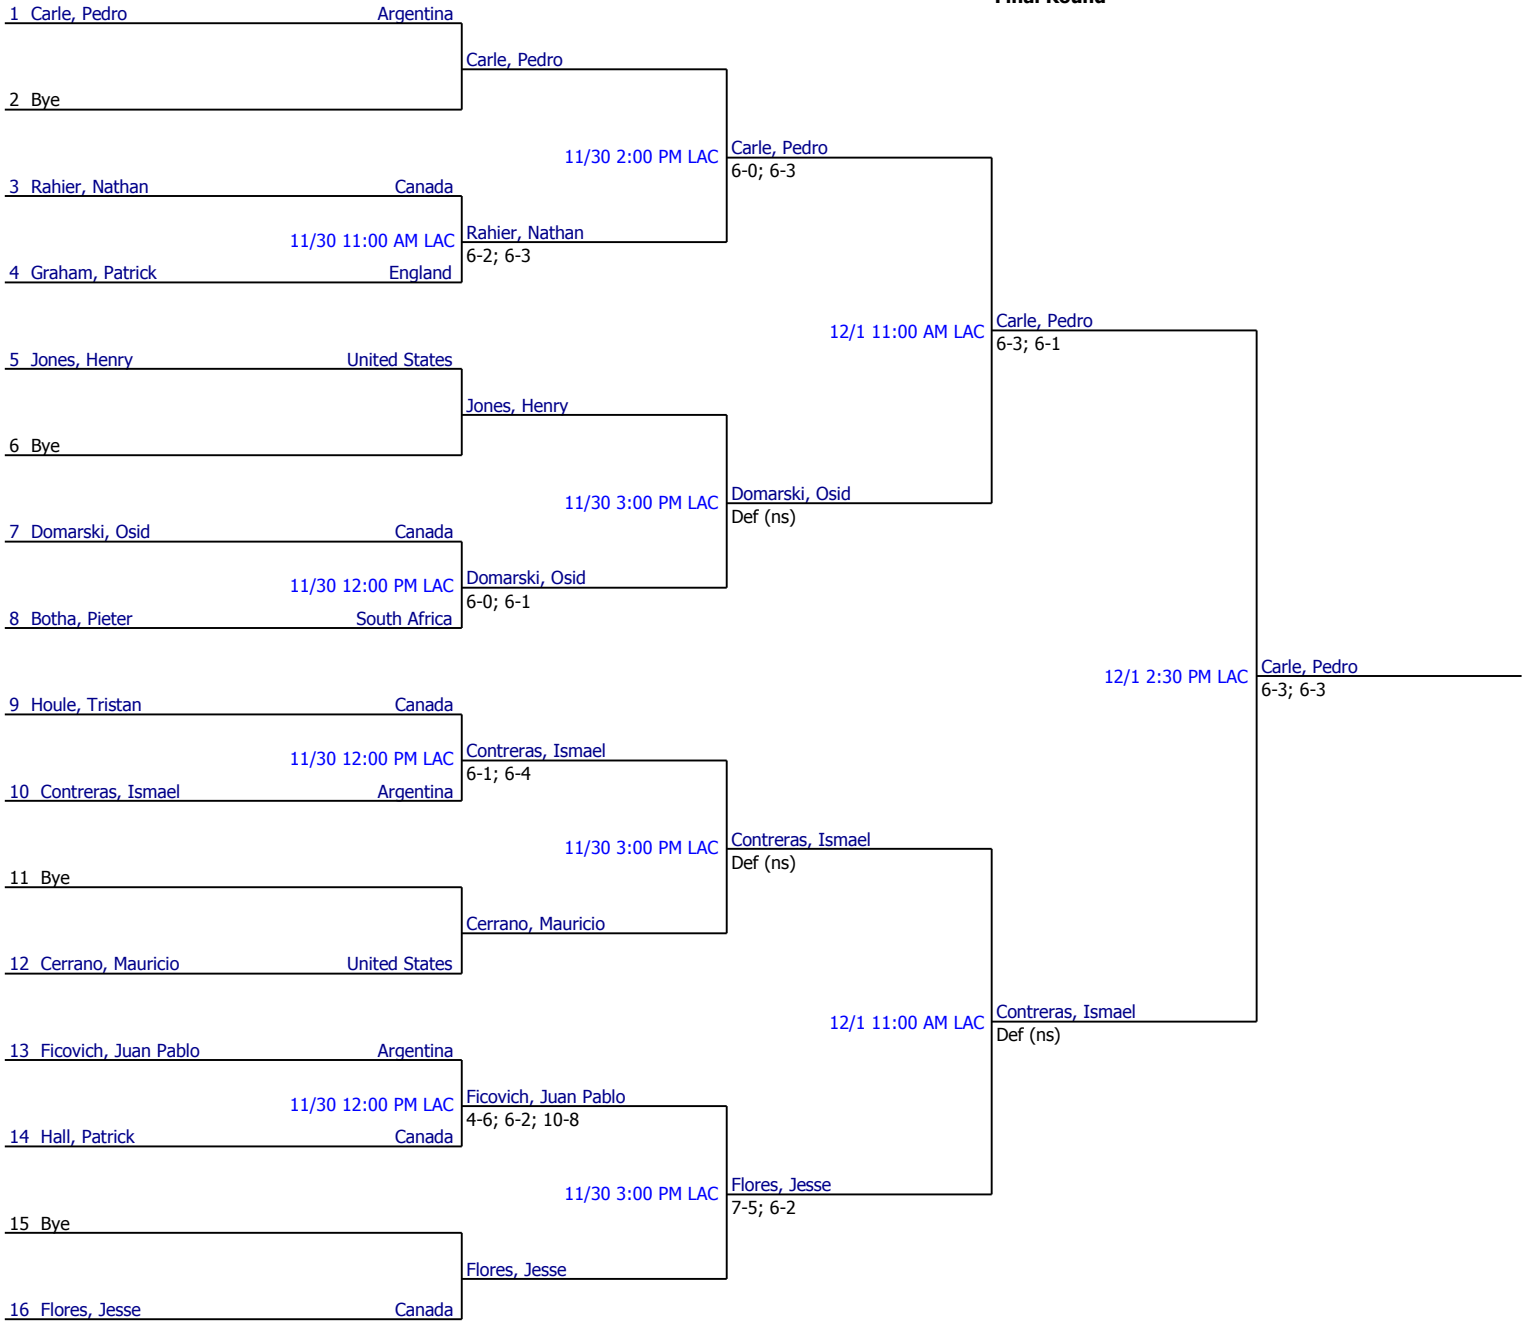 Final Round
1 Carle, Pedro Argentina
Carle, Pedro
2 Bye
11/30 2:00 PM LAC Carle, Pedro
6-0; 6-3
3 Rahier, Nathan Canada
11/30 11:00 AM LAC Rahier, Nathan
6-2; 6-3
4 Graham, Patrick England
12/1 11:00 AM LAC Carle, Pedro
6-3; 6-1
5 Jones, Henry United States
Jones, Henry
6 Bye
11/30 3:00 PM LAC Domarski, Osid
Def (ns)
7 Domarski, Osid Canada
11/30 12:00 PM LAC Domarski, Osid
6-0; 6-1
8 Botha, Pieter South Africa
12/1 2:30 PM LAC Carle, Pedro
6-3; 6-3
9 Houle, Tristan Canada
11/30 12:00 PM LAC Contreras, Ismael
6-1; 6-4
10 Contreras, Ismael Argentina
11/30 3:00 PM LAC Contreras, Ismael
Def (ns)
11 Bye
Cerrano, Mauricio
12 Cerrano, Mauricio United States
12/1 11:00 AM LAC Contreras, Ismael
Def (ns)
13 Ficovich, Juan Pablo Argentina
11/30 12:00 PM LAC Ficovich, Juan Pablo
4-6; 6-2; 10-8
14 Hall, Patrick Canada
11/30 3:00 PM LAC Flores, Jesse
7-5; 6-2
15 Bye
Flores, Jesse
16 Flores, Jesse Canada